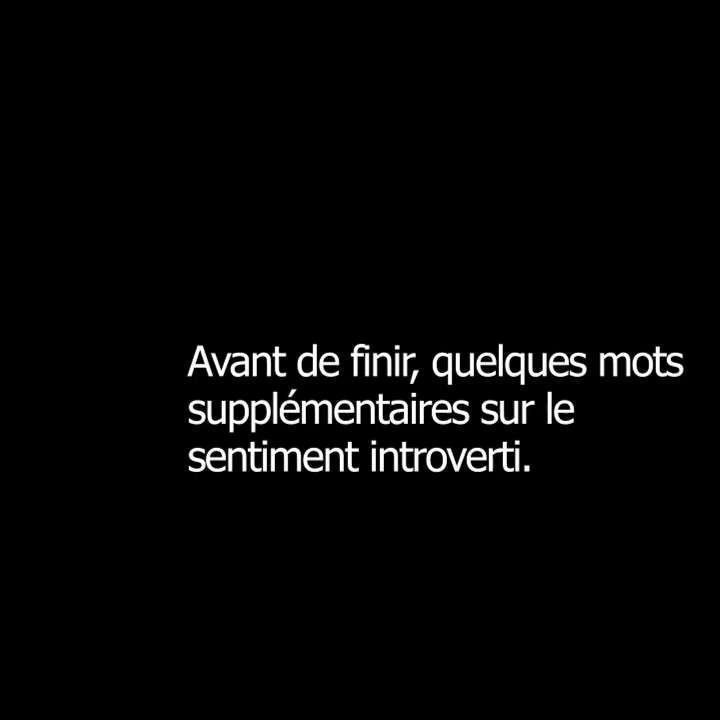 Avant de finir, quelques mots
supplémentaires sur le
sentiment introverti.